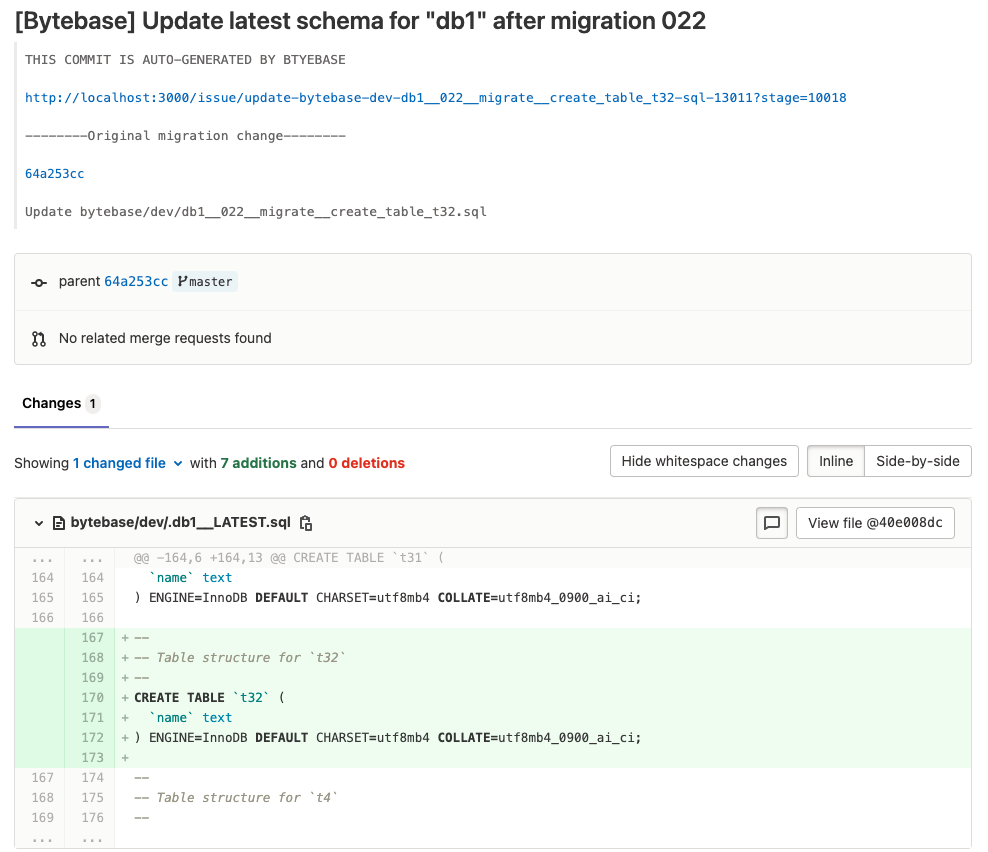 [Bytebase] Update latest schema for "db1" after migration 022
THIS COMMIT IS AUTO-GENERATED BY BTYEBASE
http://localhost:3000/issue/update-bytebase-dev-db1__022__migrate__create_table_t32-sql-13011?stage=10018
--------Original migration change--------
64a253cc
Update bytebase/dev/db1__022__migrate__create_table_t32.sql
parent 64a253cc master
No related merge requests found
Changes 1
Showing 1 changed file with 7 additions and 0 deletions
Hide whitespace changes Inline Side-by-side
bytebase/dev/.db1__LATEST.sql View file @40e008dc
... ... @@ -164,6 +164,13 @@ CREATE TABLE `t31` (
164 164 `name` text
165 165 ) ENGINE=InnoDB DEFAULT CHARSET=utf8mb4 COLLATE=utf8mb4_0900_ai_ci;
166 166
167 + --
168 + -- Table structure for `t32`
169 + --
170 + CREATE TABLE `t32` (
171 + `name` text
172 + ) ENGINE=InnoDB DEFAULT CHARSET=utf8mb4 COLLATE=utf8mb4_0900_ai_ci;
173 +
167 174 --
168 175 -- Table structure for `t4`
169 176 --
... ...